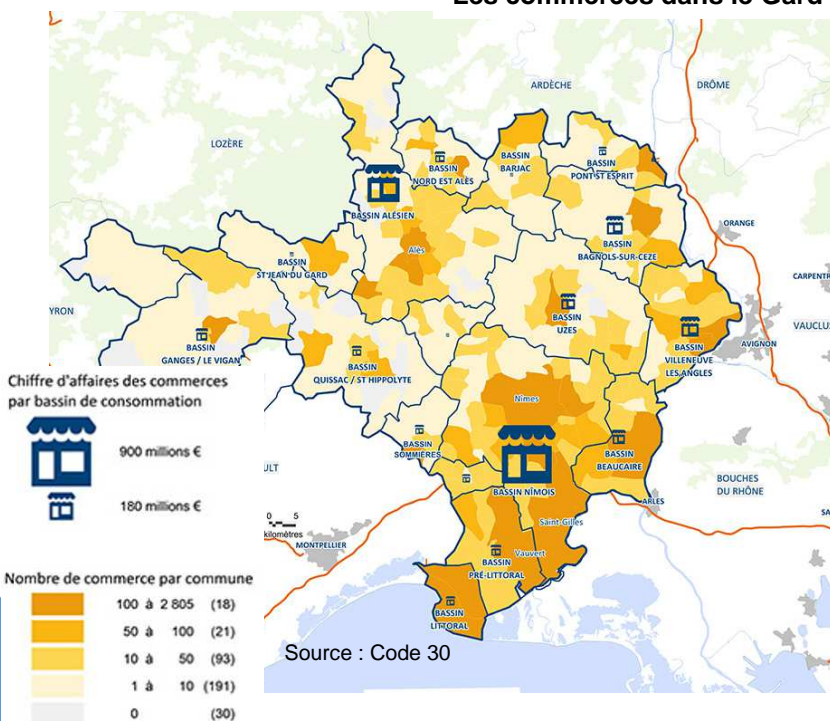 Les commerces dans le Gard
ARDÈCHE
DRÔME
LOZÈRE
BASSIN
NORD EST ALÈS
BASSIN
BARJAC
BASSIN
PONT ST ESPRIT
BASSIN ALÉSIEN
ORANGE
BASSIN
BAGNOLS-SUR-CEZE
Alès
BASSIN
ST JEAN DU GARD
CARPENTR
YRON
BASSIN
UZES
VAUCLU
AVIGNON
BASSIN
VILLENEUVE
LES ANGLES
BASSIN
GANGES / LE VIGAN
BASSIN
QUISSAC / ST HIPPOLYTE
Nîmes
BASSIN
SOMMIÈRES
BASSIN
BEAUCAIRE
BASSIN NÎMOIS
BOUCHES
DU RHÔNE
ULT
ARLES
SA
0 5
kilomètres
MONTPELLIER
Saint-Gilles
Vauvert
BASSIN
PRÉ-LITTORAL
BASSIN
LITTORAL
Source : Code 30
Chiffre d'affaires des commerces
par bassin de consommation
900 millions €
180 millions €
Nombre de commerce par commune
100 à 2 805 (18)
50 à 100 (21)
10 à 50 (93)
1 à 10 (191)
0 (30)